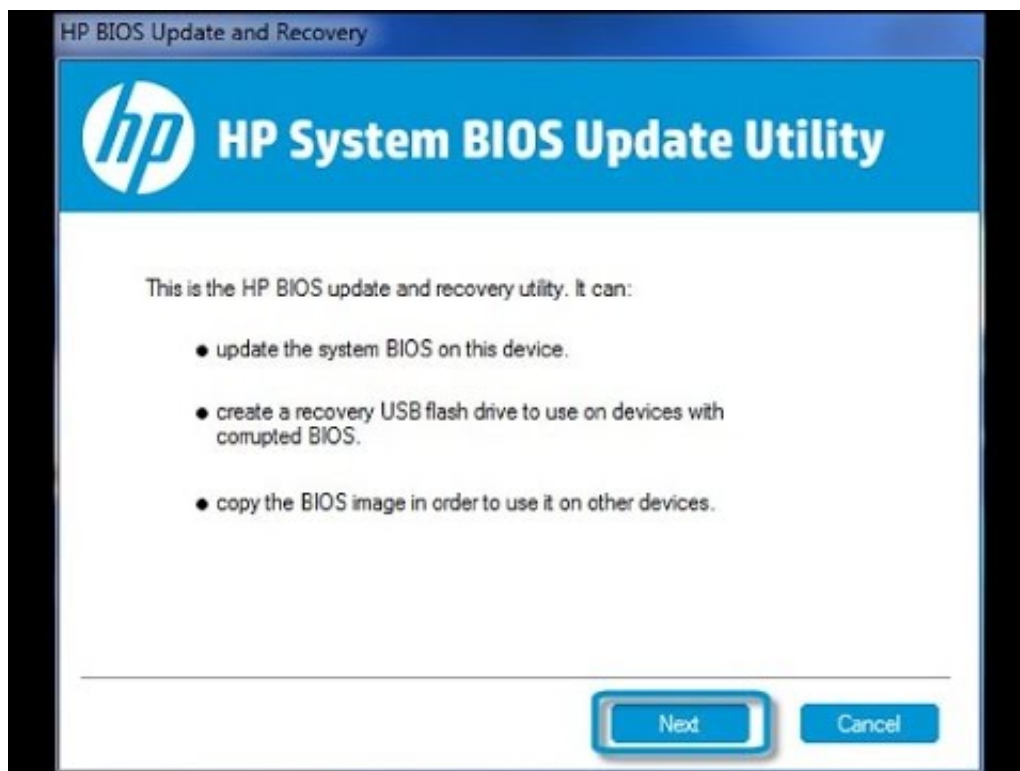 HP BIOS Update and Recovery
hp HP System BIOS Update Utility
This is the HP BIOS update and recovery utility. It can:
● update the system BIOS on this device.
● create a recovery USB flash drive to use on devices with
corrupted BIOS.
● copy the BIOS image in order to use it on other devices.
Next Cancel